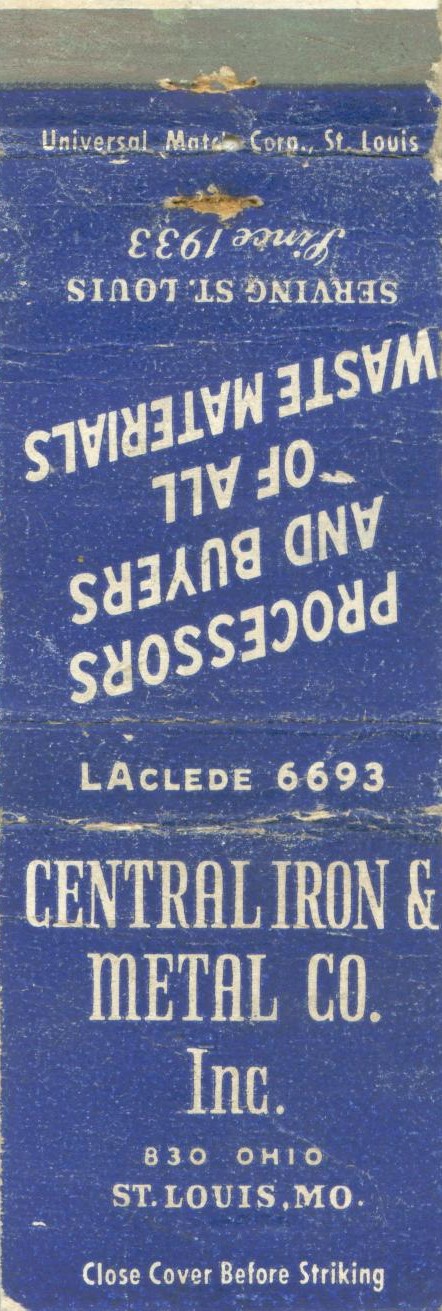 Universal Match Corp., St. Louis
PROCESSORS
AND BUYERS
OF ALL
WASTE MATERIALS
SERVING ST. LOUIS
Since 1933
LACLEDE 6693
CENTRAL IRON &
METAL CO.
Inc.
830 OHIO
ST. LOUIS, MO.
Close Cover Before Striking